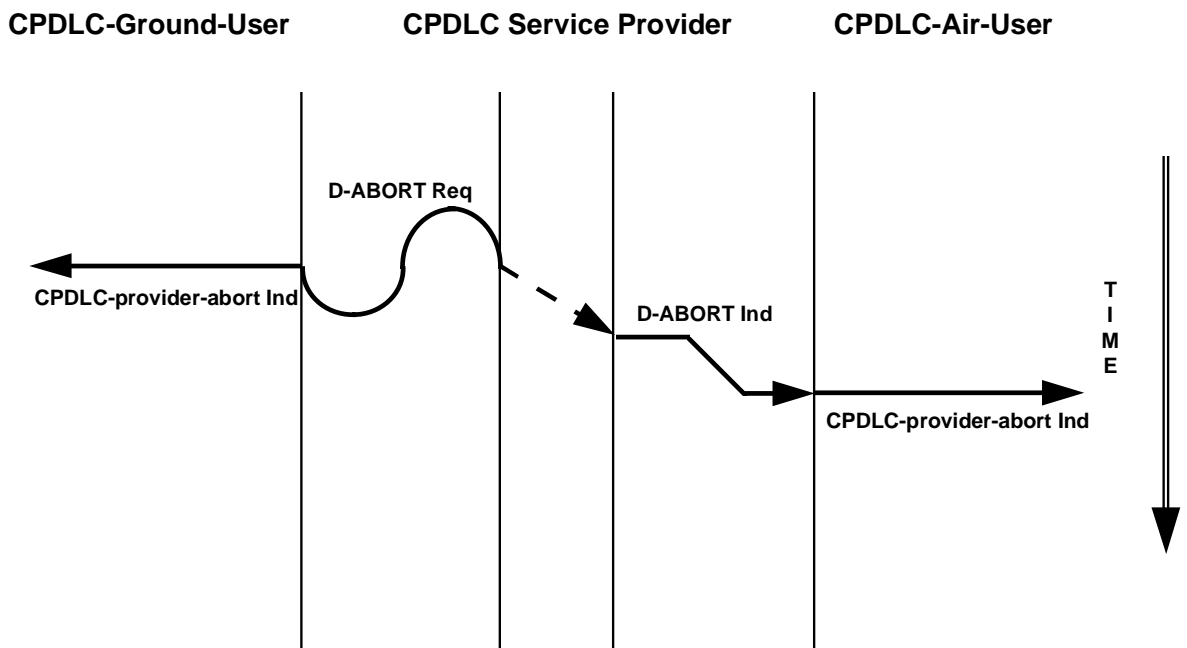 CPDLC-Ground-User CPDLC Service Provider CPDLC-Air-User
D-ABORT Req
CPDLC-provider-abort Ind
D-ABORT Ind
T
I
M
E
CPDLC-provider-abort Ind